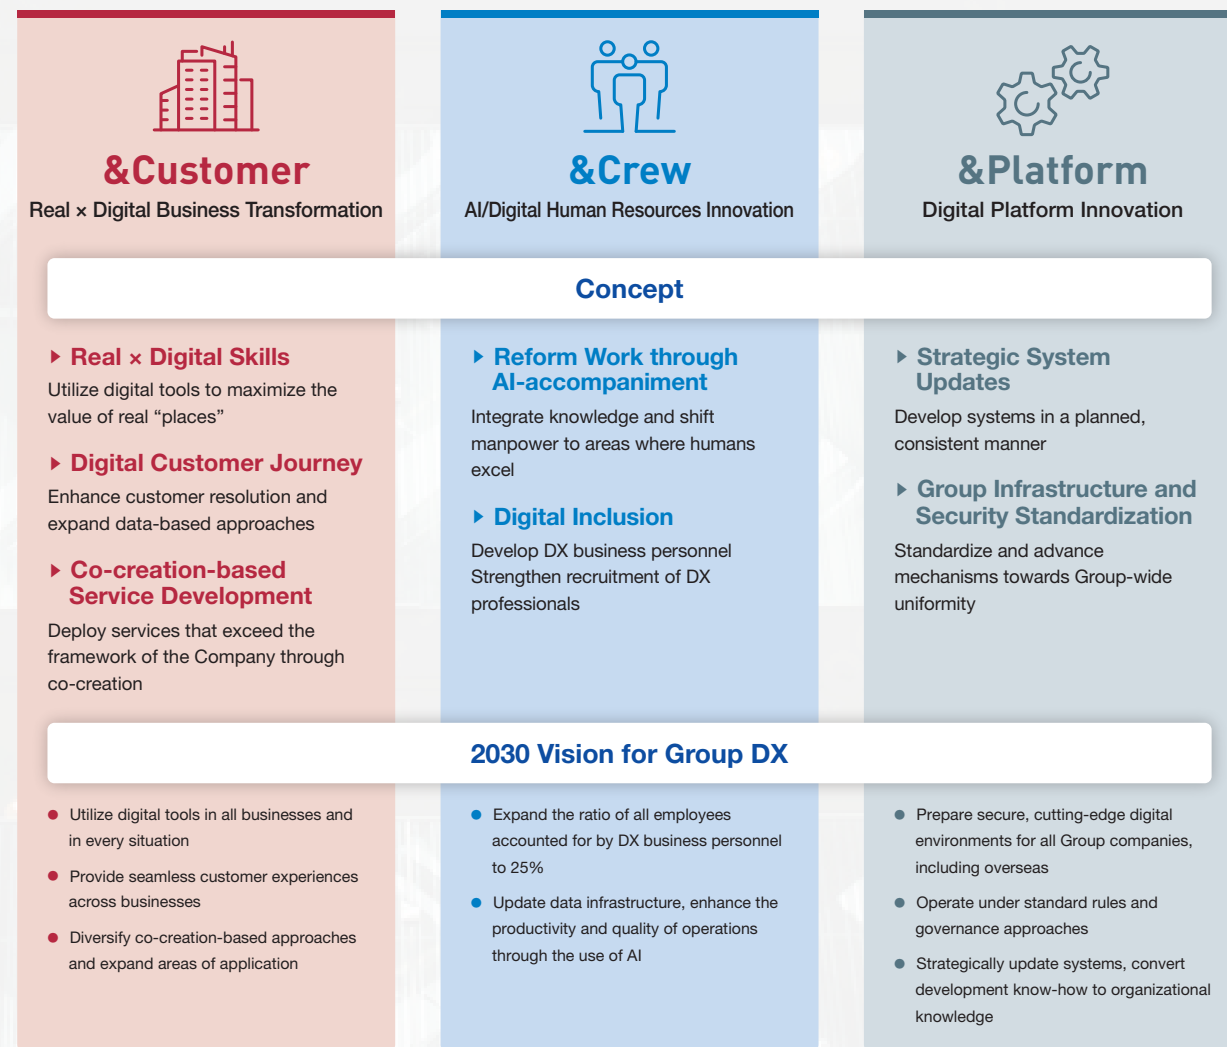 &Customer
Real × Digital Business Transformation
&Crew
AI/Digital Human Resources Innovation
&Platform
Digital Platform Innovation
Concept
Real × Digital Skills
Utilize digital tools to maximize the
value of real “places”
Digital Customer Journey
Enhance customer resolution and
expand data-based approaches
Co-creation-based
Service Development
Deploy services that exceed the
framework of the Company through
co-creation
Reform Work through
AI-accompaniment
Integrate knowledge and shift
manpower to areas where humans
excel
Digital Inclusion
Develop DX business personnel
Strengthen recruitment of DX
professionals
Strategic System
Updates
Develop systems in a planned,
consistent manner
Group Infrastructure and
Security Standardization
Standardize and advance
mechanisms towards Group-wide
uniformity
2030 Vision for Group DX
Utilize digital tools in all businesses and
in every situation
Provide seamless customer experiences
across businesses
Diversify co-creation-based approaches
and expand areas of application
Expand the ratio of all employees
accounted for by DX business personnel
to 25%
Update data infrastructure, enhance the
productivity and quality of operations
through the use of AI
Prepare secure, cutting-edge digital
environments for all Group companies,
including overseas
Operate under standard rules and
governance approaches
Strategically update systems, convert
development know-how to organizational
knowledge